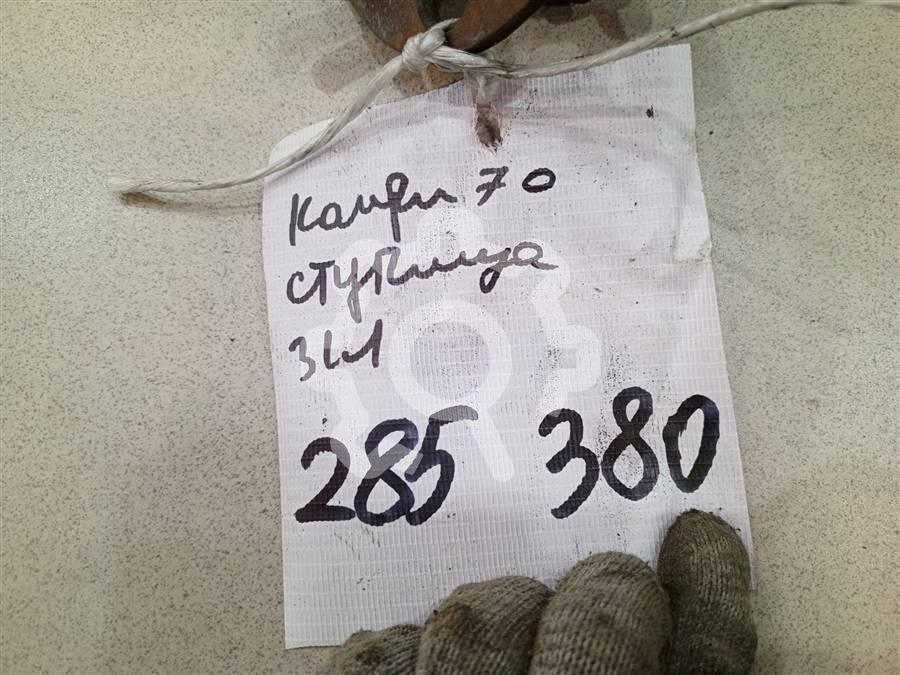 Камри 70
ступица
зл
285 380